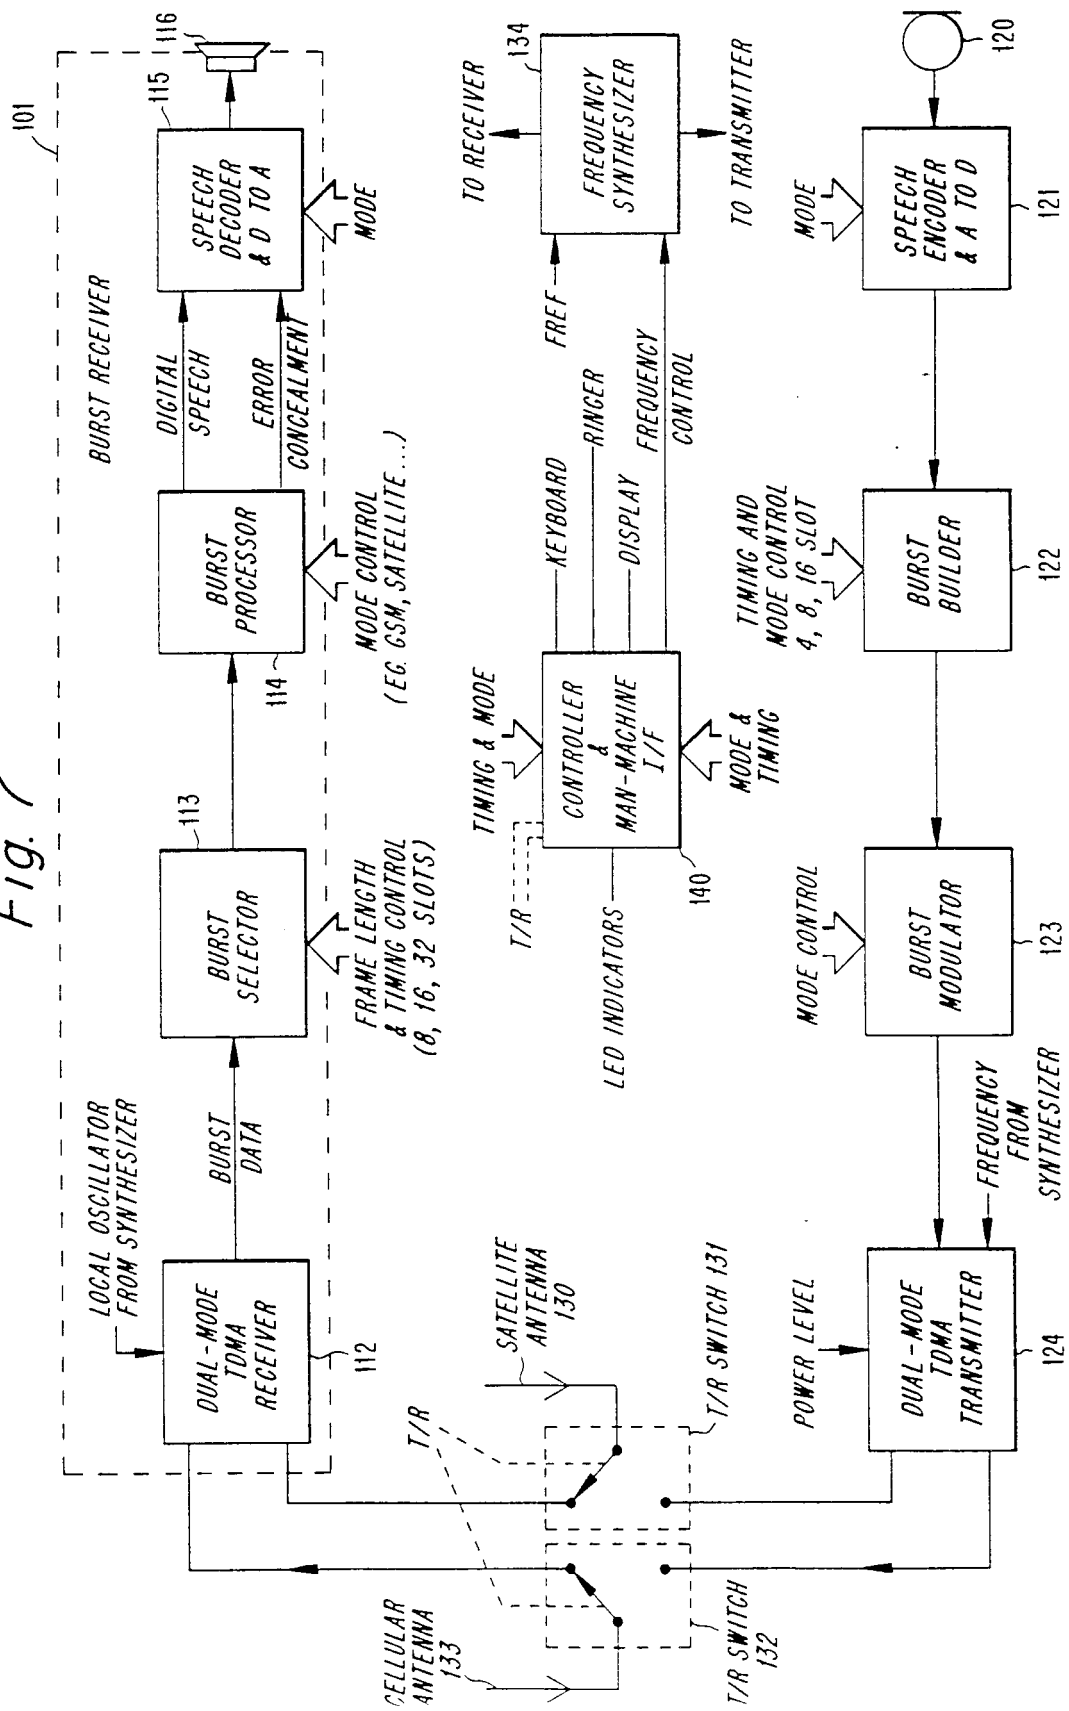 Fig. 7
101
BURST RECEIVER
LOCAL OSCILLATOR
FROM SYNTHESIZER
DUAL-MODE
TDMA
RECEIVER
112
BURST
DATA
BURST
SELECTOR
113
FRAME LENGTH
& TIMING CONTROL
(8, 16, 32 SLOTS)
BURST
PROCESSOR
114
MODE CONTROL
(EG. GSM, SATELLITE...)
DIGITAL
SPEECH
ERROR
CONCEALMENT
SPEECH
DECODER
& D TO A
115
MODE
116
CELLULAR
ANTENNA
133
T/R
SATELLITE
ANTENNA
130
T/R SWITCH 131
T/R SWITCH
132
T/R
TIMING & MODE
LED INDICATORS
CONTROLLER
&
MAN-MACHINE
I/F
140
MODE &
TIMING
KEYBOARD
RINGER
DISPLAY
FREQUENCY
CONTROL
FREF
TO RECEIVER
FREQUENCY
SYNTHESIZER
134
TO TRANSMITTER
POWER LEVEL
DUAL-MODE
TDMA
TRANSMITTER
124
FREQUENCY
FROM
SYNTHESIZER
MODE CONTROL
BURST
MODULATOR
123
TIMING AND
MODE CONTROL
4, 8, 16 SLOT
BURST
BUILDER
122
MODE
SPEECH
ENCODER
& A TO D
121
120